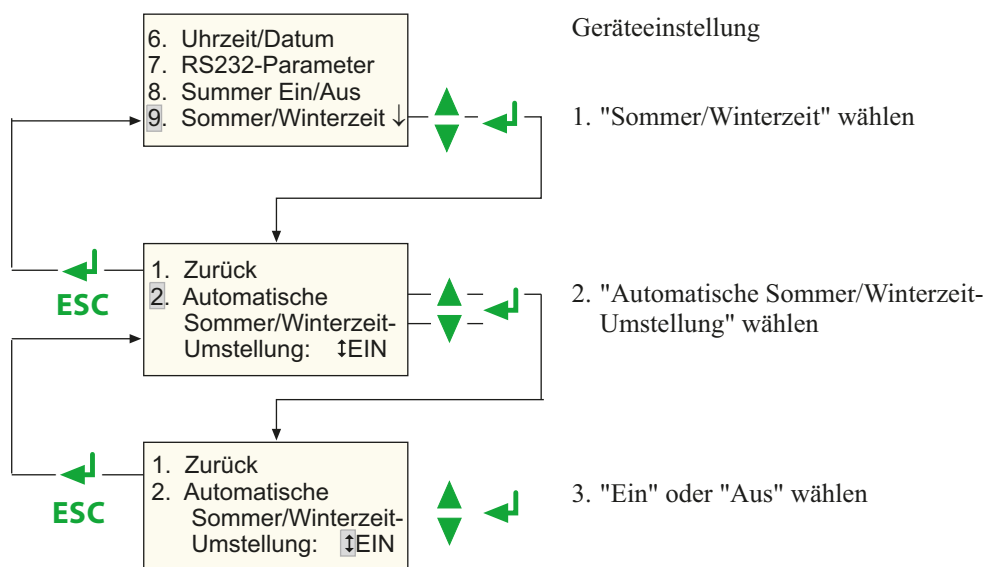 6. Uhrzeit/Datum
7. RS232-Parameter
8. Summer Ein/Aus
9. Sommer/Winterzeit ↓
Geräteeinstellung
1. "Sommer/Winterzeit" wählen
ESC
1. Zurück
2. Automatische
Sommer/Winterzeit-
Umstellung: ↕EIN
2. "Automatische Sommer/Winterzeit-
Umstellung" wählen
ESC
1. Zurück
2. Automatische
Sommer/Winterzeit-
Umstellung: ↕EIN
3. "Ein" oder "Aus" wählen